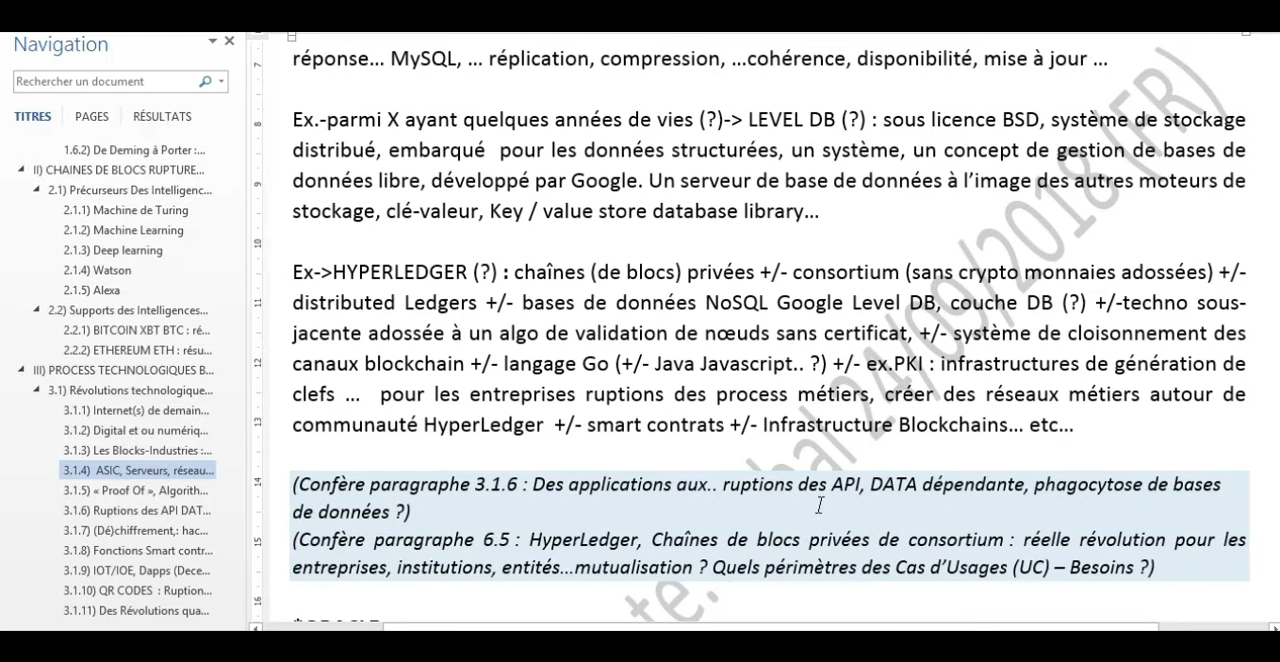 Navigation
Rechercher un document
TITRES PAGES RÉSULTATS
1.6.2) De Deming à Porter :...
II) CHAINES DE BLOCS RUPTURE...
2.1) Précurseurs Des Intelligenc...
2.1.1) Machine de Turing
2.1.2) Machine Learning
2.1.3) Deep learning
2.1.4) Watson
2.1.5) Alexa
2.2) Supports des Intelligences...
2.2.1) BITCOIN XBT BTC : ré...
2.2.2) ETHEREUM ETH : résu...
III) PROCESS TECHNOLOGIQUES B...
3.1) Révolutions technologique...
3.1.1) Internet(s) de demain...
3.1.2) Digital et ou numériq...
3.1.3) Les Blocks-Industries :...
3.1.4) ASIC, Serveurs, réseau...
3.1.5) « Proof Of », Algorith...
3.1.6) Ruptions des API DAT...
3.1.7) (Dé)chiffrement,: hac...
3.1.8) Fonctions Smart contr...
3.1.9) IOT/IOE, Dapps (Dece...
3.1.10) QR CODES : Ruption...
3.1.11) Des Révolutions qua...
7
8
9
10
11
12
13
14
15
16
réponse... MySQL, ... réplication, compression, ...cohérence, disponibilité, mise à jour ...
Ex.-parmi X ayant quelques années de vies (?)-> LEVEL DB (?) : sous licence BSD, système de stockage
distribué, embarqué pour les données structurées, un système, un concept de gestion de bases de
données libre, développé par Google. Un serveur de base de données à l'image des autres moteurs de
stockage, clé-valeur, Key / value store database library...
Ex->HYPERLEDGER (?) : chaînes (de blocs) privées +/- consortium (sans crypto monnaies adossées) +/-
distributed Ledgers +/- bases de données NoSQL Google Level DB, couche DB (?) +/-techno sous-
jacente adossée à un algo de validation de nœuds sans certificat, +/- système de cloisonnement des
canaux blockchain +/- langage Go (+/- Java Javascript.. ?) +/- ex.PKI : infrastructures de génération de
clefs ... pour les entreprises ruptions des process métiers, créer des réseaux métiers autour de
communauté HyperLedger +/- smart contrats +/- Infrastructure Blockchains... etc...
(Confère paragraphe 3.1.6 : Des applications aux.. ruptions des API, DATA dépendante, phagocytose de bases
de données ?)
(Confère paragraphe 6.5 : HyperLedger, Chaînes de blocs privées de consortium : réelle révolution pour les
entreprises, institutions, entités...mutualisation ? Quels périmètres des Cas d'Usages (UC) – Besoins ?)
24/09/2018 (FR)